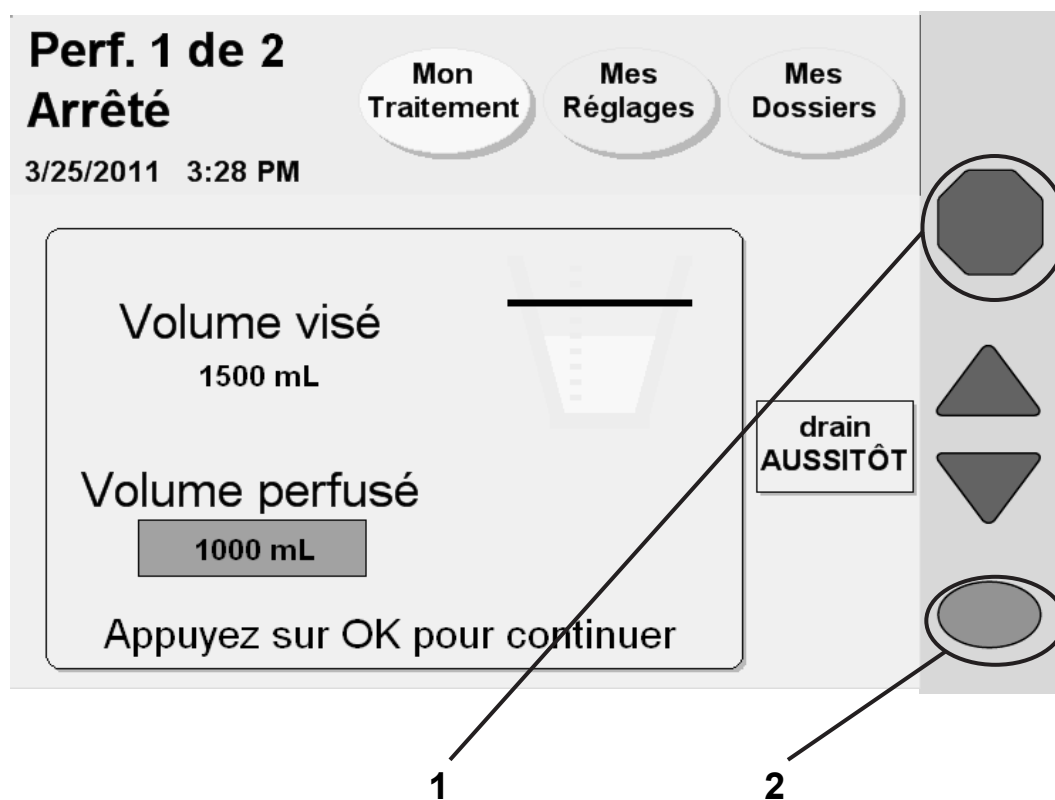 Perf. 1 de 2
Arrêté
3/25/2011 3:28 PM
Mon
Traitement
Mes
Réglages
Mes
Dossiers
Volume visé
1500 mL
drain
AUSSITÔT
Volume perfusé
1000 mL
Appuyez sur OK pour continuer
1
2